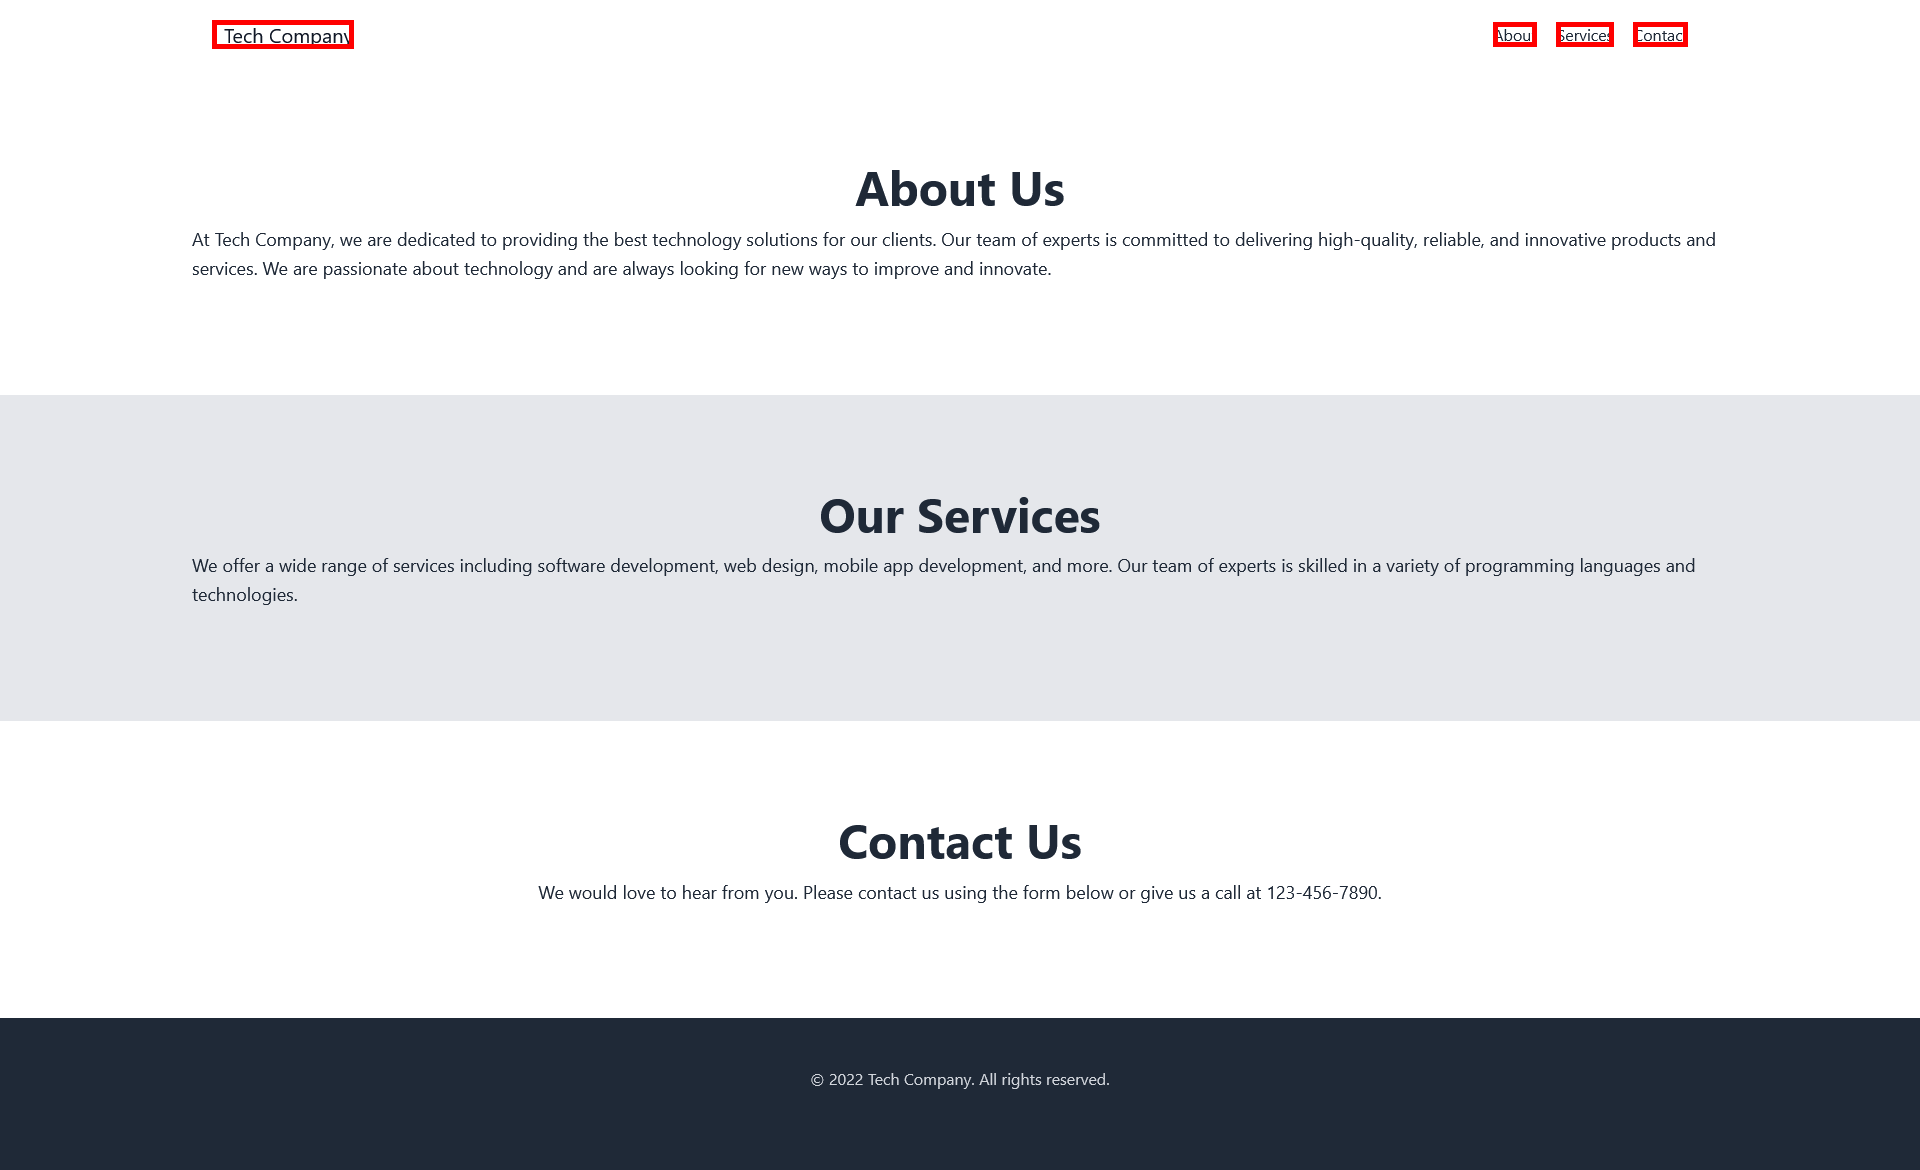 Tech Company
About
Services
Contact
About Us
At Tech Company, we are dedicated to providing the best technology solutions for our clients. Our team of experts is committed to delivering high-quality, reliable, and innovative products and
services. We are passionate about technology and are always looking for new ways to improve and innovate.
Our Services
We offer a wide range of services including software development, web design, mobile app development, and more. Our team of experts is skilled in a variety of programming languages and
technologies.
Contact Us
We would love to hear from you. Please contact us using the form below or give us a call at 123-456-7890.
© 2022 Tech Company. All rights reserved.